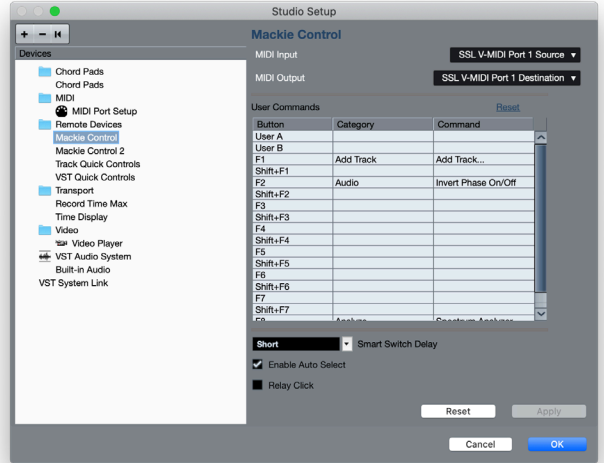 Studio Setup
+ -
Devices
Chord Pads
Chord Pads
MIDI
MIDI Port Setup
Remote Devices
Mackie Control
Mackie Control 2
Track Quick Controls
VST Quick Controls
Transport
Record Time Max
Time Display
Video
Video Player
VST Audio System
Built-in Audio
VST System Link
Mackie Control
MIDI Input SSL V-MIDI Port 1 Source
MIDI Output SSL V-MIDI Port 1 Destination
User Commands Reset
Button Category Command
User A
User B
F1 Add Track Add Track...
Shift+F1
F2 Audio Invert Phase On/Off
Shift+F2
F3
Shift+F3
F4
Shift+F4
F5
Shift+F5
F6
Shift+F6
F7
Shift+F7
F8 Analyze Spectrum Analyzer
Short Smart Switch Delay
Enable Auto Select
Relay Click
Reset Apply
Cancel OK